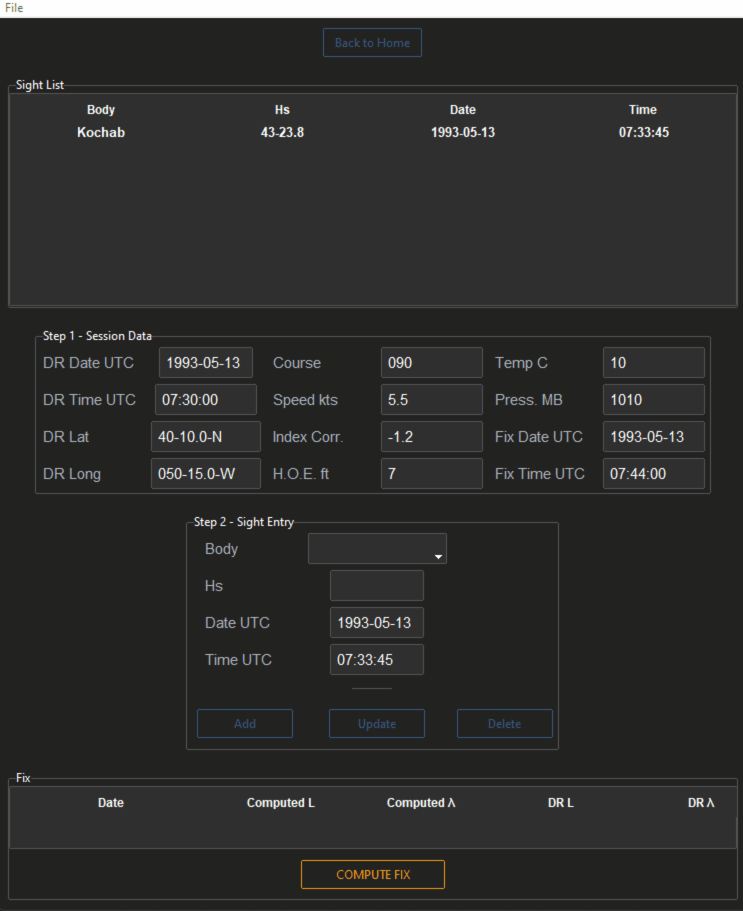 File
Back to Home
Sight List
Body Hs Date Time
Kochab 43-23.8 1993-05-13 07:33:45
Step 1 - Session Data
DR Date UTC 1993-05-13 Course 090 Temp C 10
DR Time UTC 07:30:00 Speed kts 5.5 Press. MB 1010
DR Lat 40-10.0-N Index Corr. -1.2 Fix Date UTC 1993-05-13
DR Long 050-15.0-W H.O.E. ft 7 Fix Time UTC 07:44:00
Step 2 - Sight Entry
Body
Hs
Date UTC 1993-05-13
Time UTC 07:33:45
Add Update Delete
Fix
Date Computed L Computed Λ DR L DR Λ
COMPUTE FIX